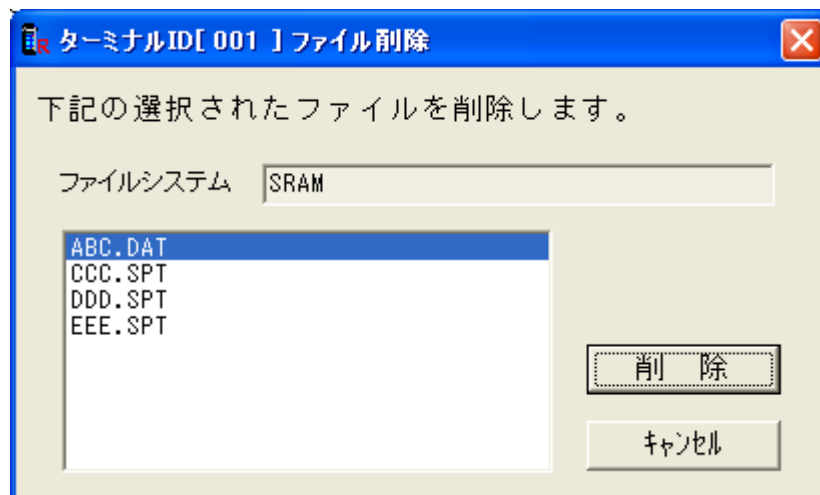 R ターミナルID[ 001 ]ファイル削除
下記の選択されたファイルを削除します。
ファイルシステム SRAM
ABC.DAT
CCC.SPT
DDD.SPT
EEE.SPT
削 除
キャンセル